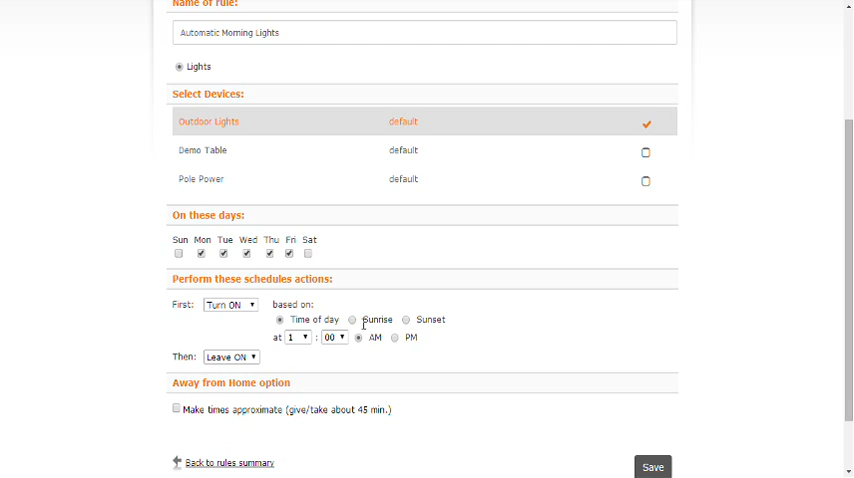 Name of rule:
Automatic Morning Lights
Lights
Select Devices:
Outdoor Lights default
Demo Table default
Pole Power default
On these days:
Sun Mon Tue Wed Thu Fri Sat
Perform these schedules actions:
First: Turn ON based on:
Time of day Sunrise Sunset
at 1 : 00 AM PM
Then: Leave ON
Away from Home option
Make times approximate (give/take about 45 min.)
Back to rules summary
Save